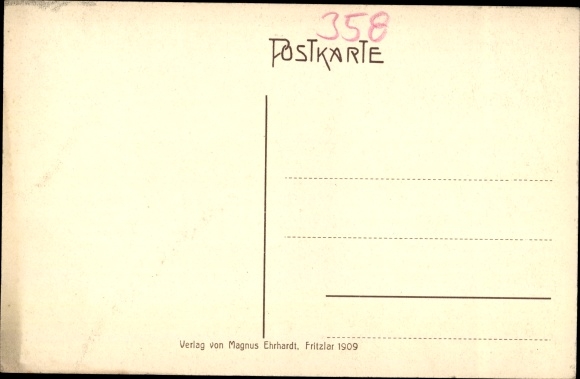 358
POSTKARTE
Verlag von Magnus Ehrhardt. Fritzlar 1909